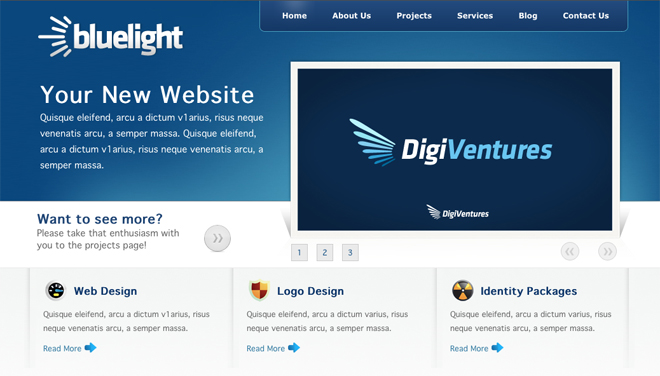 Home About Us Projects Services Blog Contact Us
bluelight
Your New Website
Quisque eleifend, arcu a dictum v1arius, risus neque
venenatis arcu, a semper massa. Quisque eleifend,
arcu a dictum v1arius, risus neque venenatis arcu, a
semper massa.
DigiVentures
DigiVentures
Want to see more?
Please take that enthusiasm with
you to the projects page!
1 2 3
Web Design
Quisque eleifend, arcu a dictum v1arius, risus
neque venenatis arcu, a semper massa.
Read More
Logo Design
Quisque eleifend, arcu a dictum varius, risus
neque venenatis arcu, a semper massa.
Read More
Identity Packages
Quisque eleifend, arcu a dictum varius, risus
neque venenatis arcu, a semper massa.
Read More